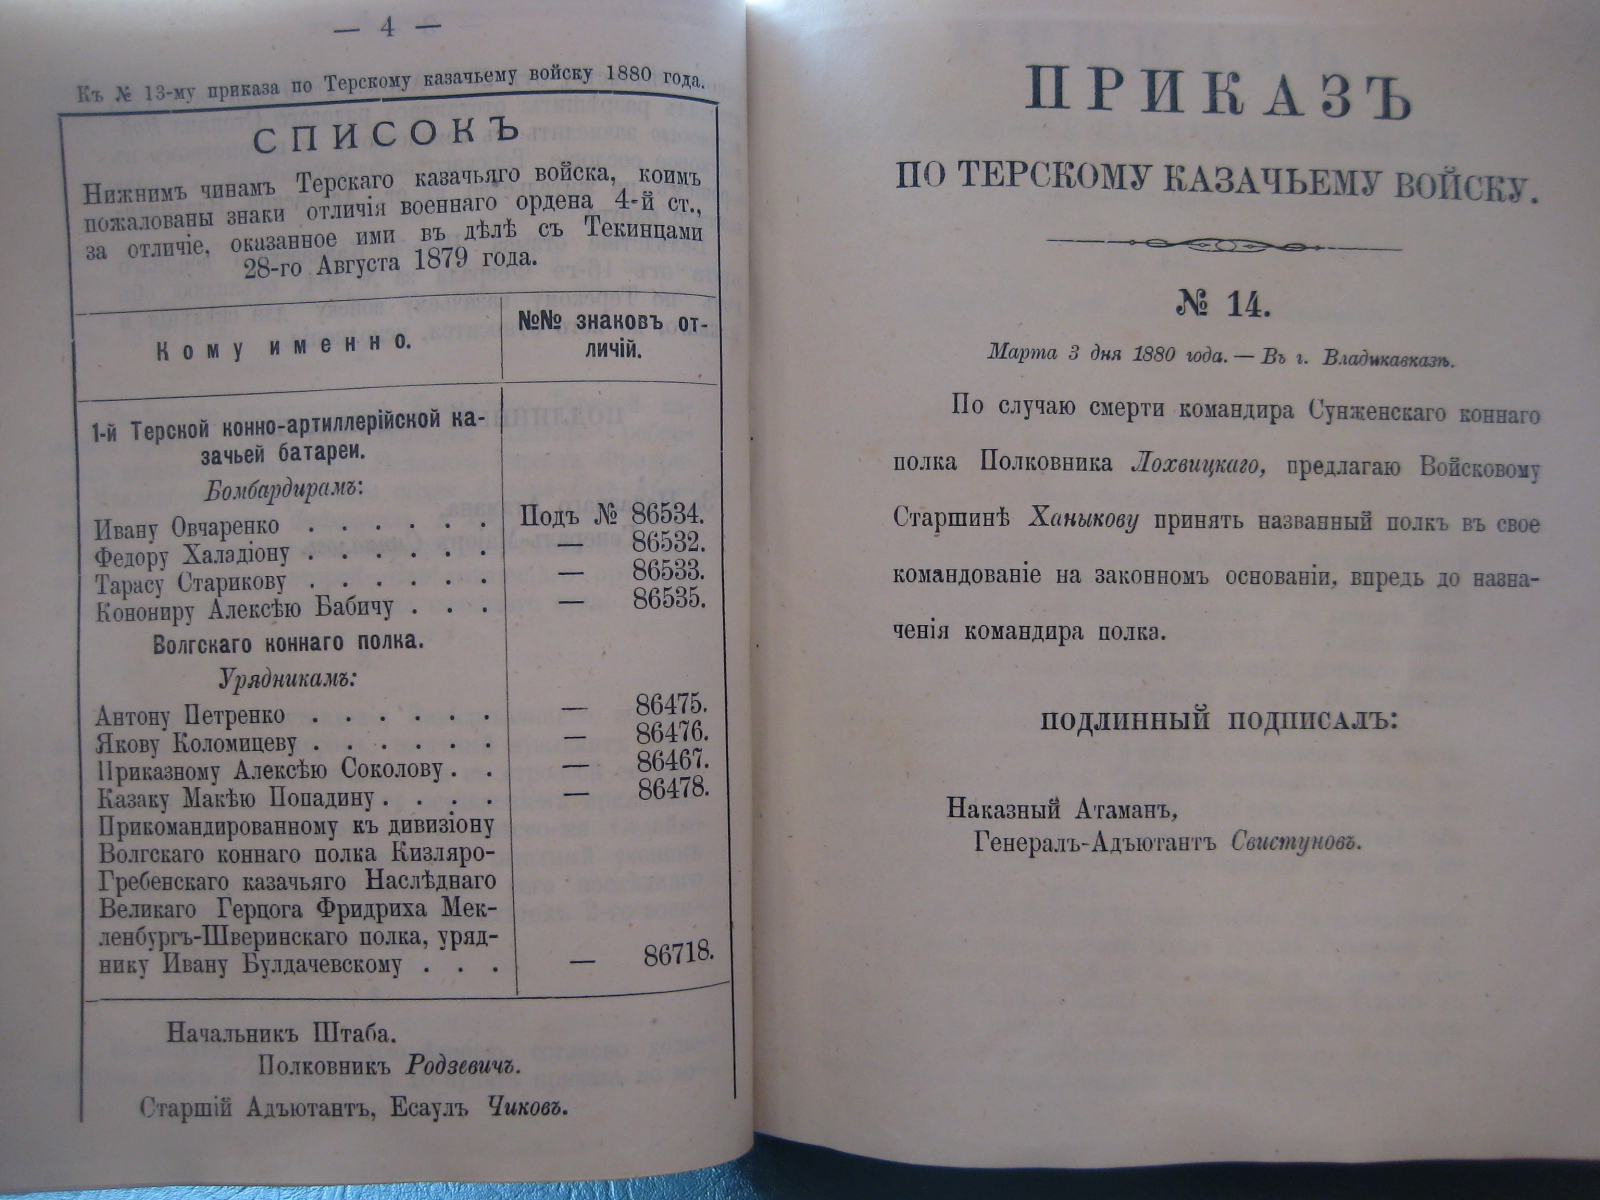 — 4 —
Къ № 13-му приказа по Терскому казачьему войску 1880 года.
СПИСОКЪ
Нижнимъ чинамъ Терскаго казачьяго войска, коимъ
пожалованы знаки отличія военнаго ордена 4-й ст.,
за отличіе, оказанное ими въ дѣлѣ съ Текинцами
28-го Августа 1879 года.
Кому именно.
№№ знаковъ от-
личій.
1-й Терской конно-артиллерійской ка-
зачьей батареи.
Бомбардирамъ:
Ивану Овчаренко . . . . . . Подъ № 86534.
Федору Халадіону . . . . . . — 86532.
Тарасу Старикову . . . . . . — 86533.
Канониру Алексѣю Бабичу . . . — 86535.
Волгскаго коннаго полка.
Урядникамъ:
Антону Петренко . . . . . . — 86475.
Якову Коломицеву . . . . . . — 86476.
Приказному Алексѣю Соколову . . — 86467.
Казаку Макѣю Попадину . . . . — 86478.
Прикомандированному къ дивизіону
Волгскаго коннаго полка Кизляро-
Гребенскаго казачьяго Наслѣднаго
Великаго Герцога Фридриха Мек-
ленбургъ-Шверинскаго полка, уряд-
нику Ивану Булдачевскому . . . — 86718.
Начальникъ Штаба.
Полковникъ Родзевичъ.
Старшій Адъютантъ, Есаулъ Чиковъ.
ПРИКАЗЪ
ПО ТЕРСКОМУ КАЗАЧЬЕМУ ВОЙСКУ.
№ 14.
Марта 3 дня 1880 года. — Въ г. Владикавказѣ.
По случаю смерти командира Сунженскаго коннаго
полка Полковника Лохвицкаго, предлагаю Войсковому
Старшинѣ Ханыкову принять названный полкъ въ свое
командованіе на законномъ основаніи, впредь до назна-
ченія командира полка.
ПОДЛИННЫЙ ПОДПИСАЛЪ:
Наказный Атаманъ,
Генералъ-Адъютантъ Свистуновъ.